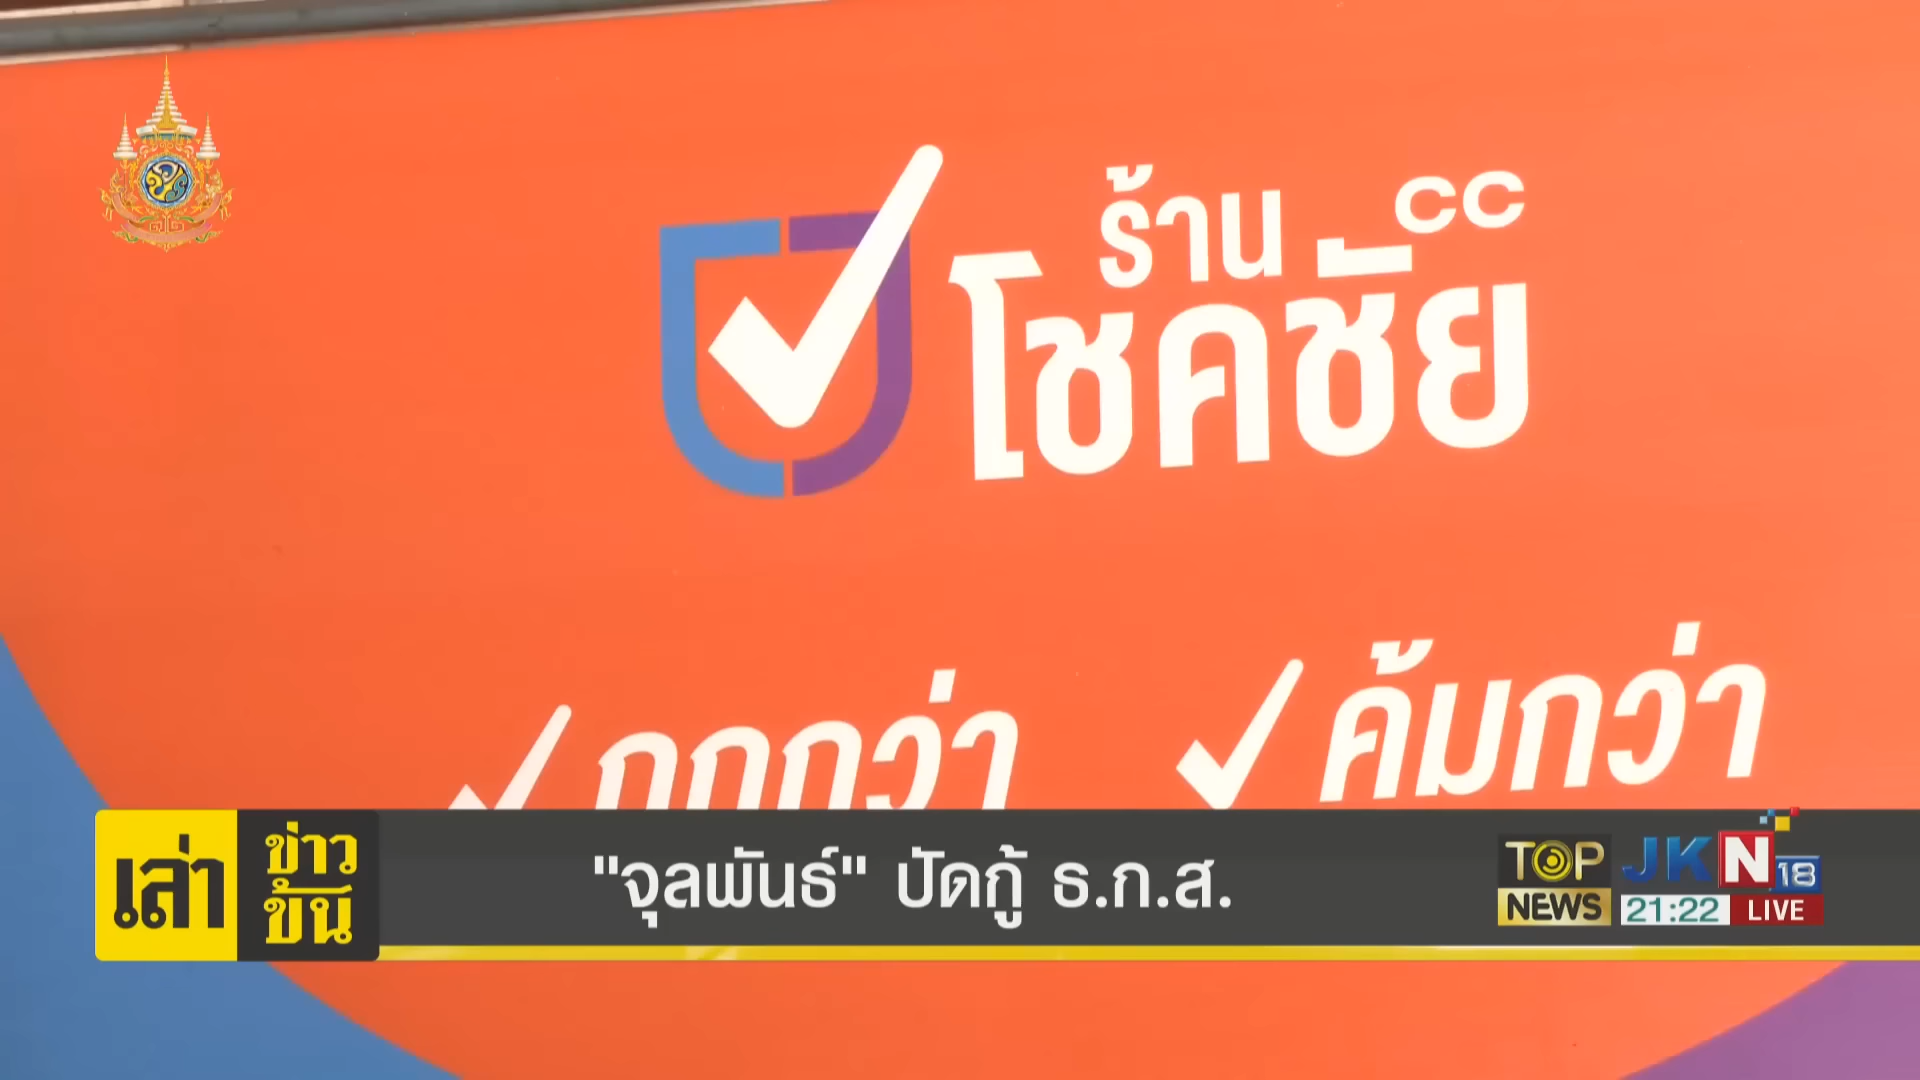 ร้าน CC
โชคชัย
คุ้มกว่า
เล่า
ข่าว
ข้น
"จุลพันธ์" ปัดกู้ ธ.ก.ส.
TOP
NEWS
JKN 18
21:22 LIVE